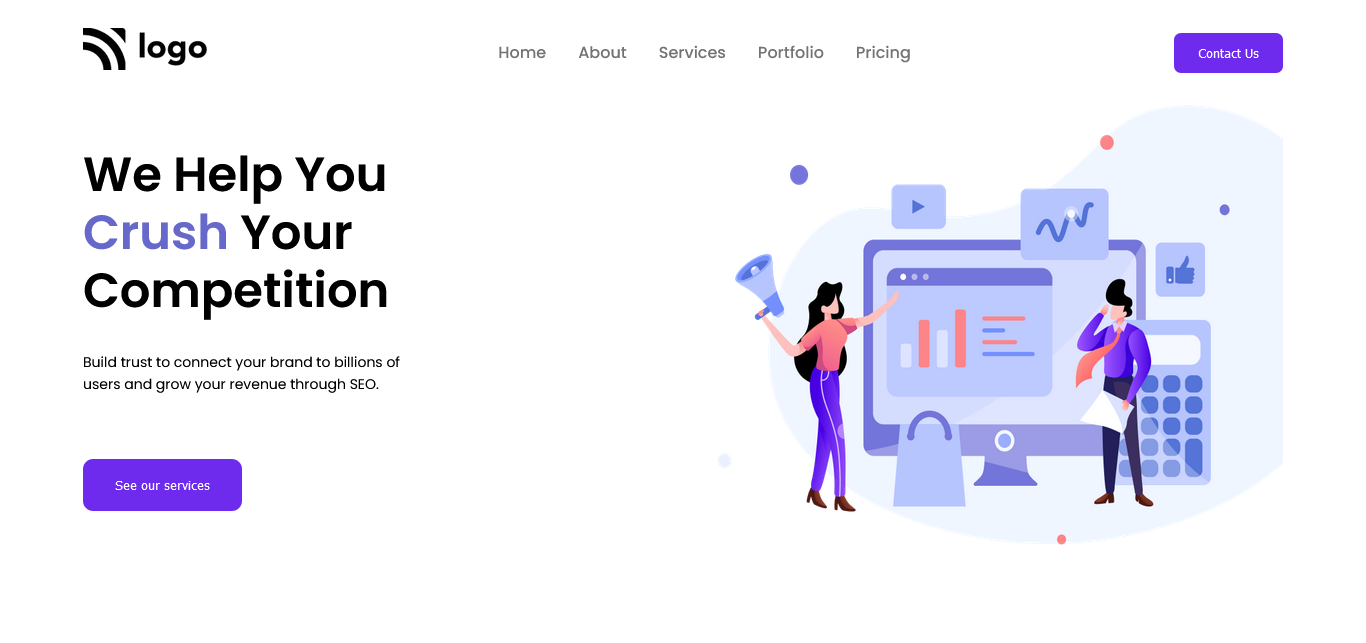 logo
Home About Services Portfolio Pricing
Contact Us
We Help You
Crush Your
Competition
Build trust to connect your brand to billions of
users and grow your revenue through SEO.
See our services